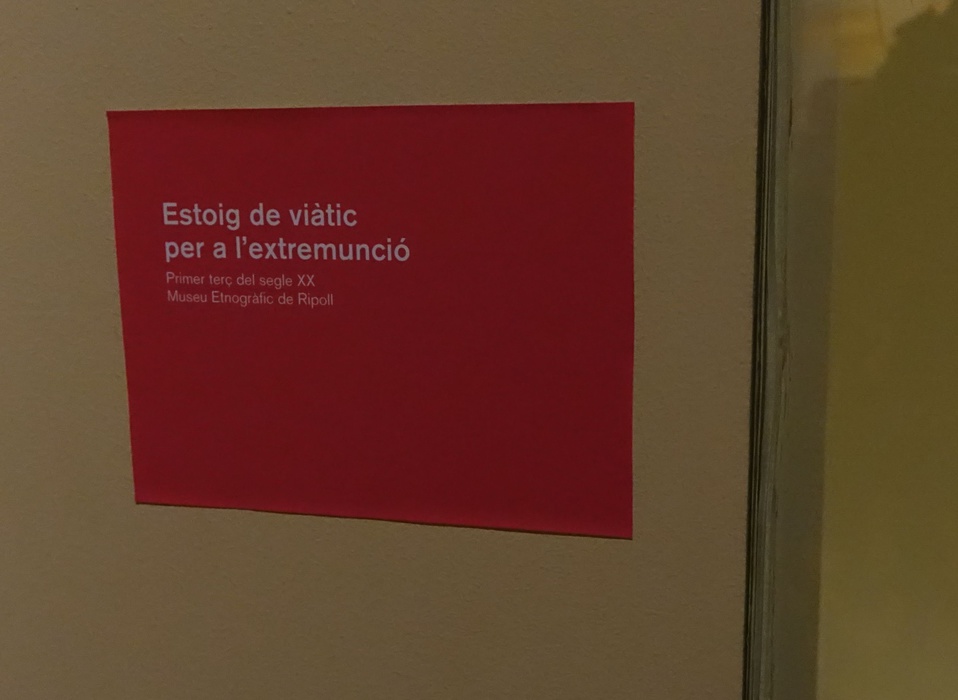 Estoig de viàtic
per a l'extremunció
Primer terç del segle XX
Museu Etnogràfic de Ripoll